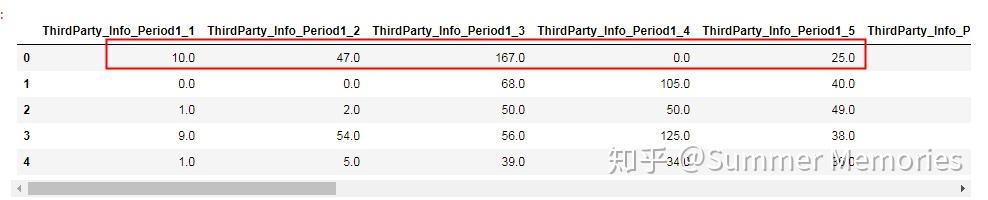 :
ThirdParty_Info_Period1_1 ThirdParty_Info_Period1_2 ThirdParty_Info_Period1_3 ThirdParty_Info_Period1_4 ThirdParty_Info_Period1_5 ThirdParty_Info_P
0 10.0 47.0 167.0 0.0 25.0
1 0.0 0.0 68.0 105.0 40.0
2 1.0 2.0 50.0 50.0 49.0
3 9.0 54.0 56.0 125.0 38.0
4 1.0 5.0 39.0 34.0
知乎 @Summer Memories